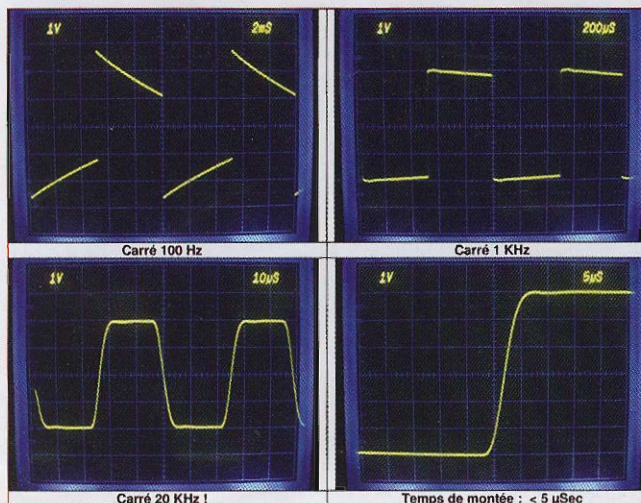 1V 2mS
1V 200µS
Carré 100 Hz
Carré 1 KHz
1V 10µS
1V 5µS
Carré 20 KHz !
Temps de montée : < 5 µSec